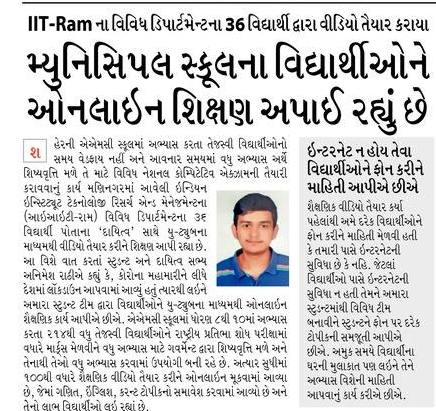 IIT-Ram ના વિવિધ ડિપાર્ટમેન્ટના 36 વિદ્યાર્થી દ્વારા વીડિયો તૈયાર કરાયા
મ્યુનિસિપલ સ્કૂલના વિદ્યાર્થીઓને
ઓનલાઇન શિક્ષણ અપાઈ રહ્યું છે
શહેરની એએમસી સ્કૂલમાં અભ્યાસ કરતા તેજસ્વી વિદ્યાર્થીઓનો
સમય વેડફાય નહીં અને આવનાર સમયમાં વધુ અભ્યાસ અર્થે
શિષ્યવૃત્તિ મળે તે માટે વિવિધ નેશનલ કોમ્પિટેટિવ એક્ઝામની તૈયારી
કરાવવાનું કાર્ય મણિનગરમાં આવેલી ઇન્ડિયન
ઇન્સ્ટિટ્યૂટ ટેકનોલોજી રિસર્ચ એન્ડ મેનેજમેન્ટના
(આઇઆઇટી-રામ) વિવિધ ડિપાર્ટમેન્ટના ૩૬
વિદ્યાર્થી પોતાના ‘દાયિત્વ’ સાથે યુ-ટ્યુબના
માધ્યમથી વીડિયો તૈયાર કરીને શિક્ષણ આપી રહ્યા છે.
આ વિશે વાત કરતાં સ્ટુડન્ટ અને દાયિત્વ સભ્ય
અનિમેશ રાઠીએ કહ્યું કે, કોરોના મહામારીને લીધે
દેશમાં લૉકડાઉન આપવામાં આવ્યું હતું ત્યારથી લઇને
અમારા સ્ટુડન્ટ ટીમ દ્વારા વિદ્યાર્થીઓને યુ-ટ્યુબના માધ્યમથી ઓનલાઇન
શૈક્ષણિક કાર્ય આપીએ છીએ. એએમસી સ્કૂલમાં ધોરણ ૮થી ૧૦માં અભ્યાસ
કરતા ૨૧૪થી વધુ તેજસ્વી વિદ્યાર્થીઓને રાષ્ટ્રીય પ્રતિભા શોધ પરીક્ષામાં
વધારે માર્ક્સ મેળવીને વધુ અભ્યાસ માટે ગવર્મેન્ટ દ્વારા શિષ્યવૃત્તિ મળે અને
તેનાથી તેઓ વધુ અભ્યાસ કરવામાં ઉપયોગી બની રહે છે. અત્યાર સુધીમાં
૧૦૦થી વધારે શૈક્ષણિક વીડિયો તૈયાર કરીને ઓનલાઇન મૂકવામાં આવ્યા
છે, જેમાં ગણિત, ઇંગ્લિશ, કરન્ટ ટોપિકનો સમાવેશ કરવામાં આવ્યો છે અને
તેનો લાભ વિદ્યાર્થીઓ લઇ રહ્યા છે.
ઇન્ટરનેટ ન હોય તેવા
વિદ્યાર્થીઓને ફોન કરીને
માહિતી આપીએ છીએ
શૈક્ષણિક વીડિયો તૈયાર કર્યા
પહેલાંથી અમે દરેક વિદ્યાર્થીઓને
ફોન કરીને માહિતી મેળવી હતી
કે તમારી પાસે ઇન્ટરનેટની
સુવિધા છે કે નહિ. જેટલાં
વિદ્યાર્થીઓ પાસે ઇન્ટરનેટની
સુવિધા ન હતી તેમને અમારા
સ્ટુડન્ટમાંથી વિવિધ ટીમ
બનાવીને સ્ટુડન્ટને ફોન પર દરેક
ટોપીકની સમજૂતી આપીએ
છીએ. અમુક સમયે વિદ્યાર્થીના
ઘરની મુલાકાત પણ લઇને તેને
અભ્યાસ વિશેની માહિતી
આપવાનું કાર્ય કરીએ છીએ.